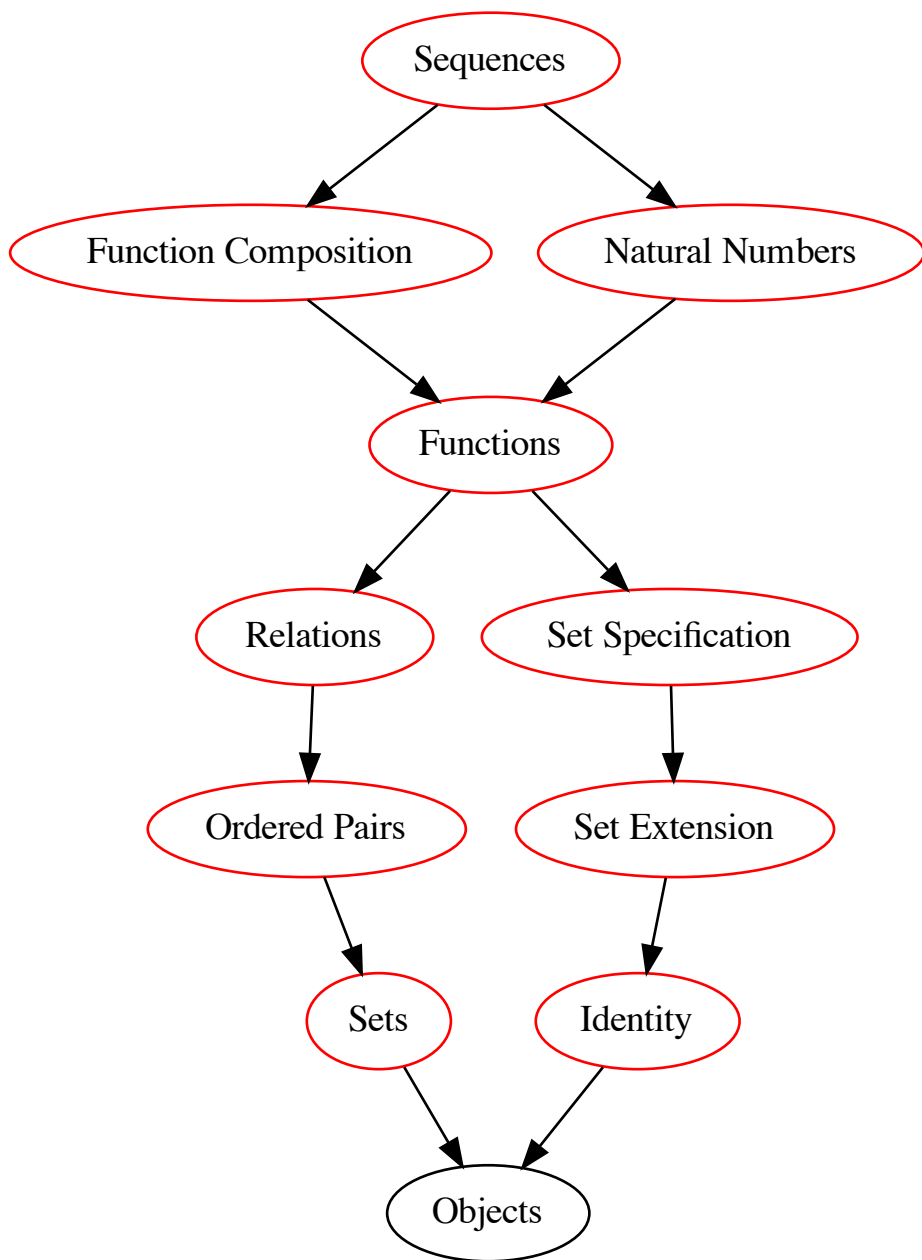 Sequences
Function Composition
Natural Numbers
Functions
Relations
Set Specification
Ordered Pairs
Set Extension
Sets
Identity
Objects